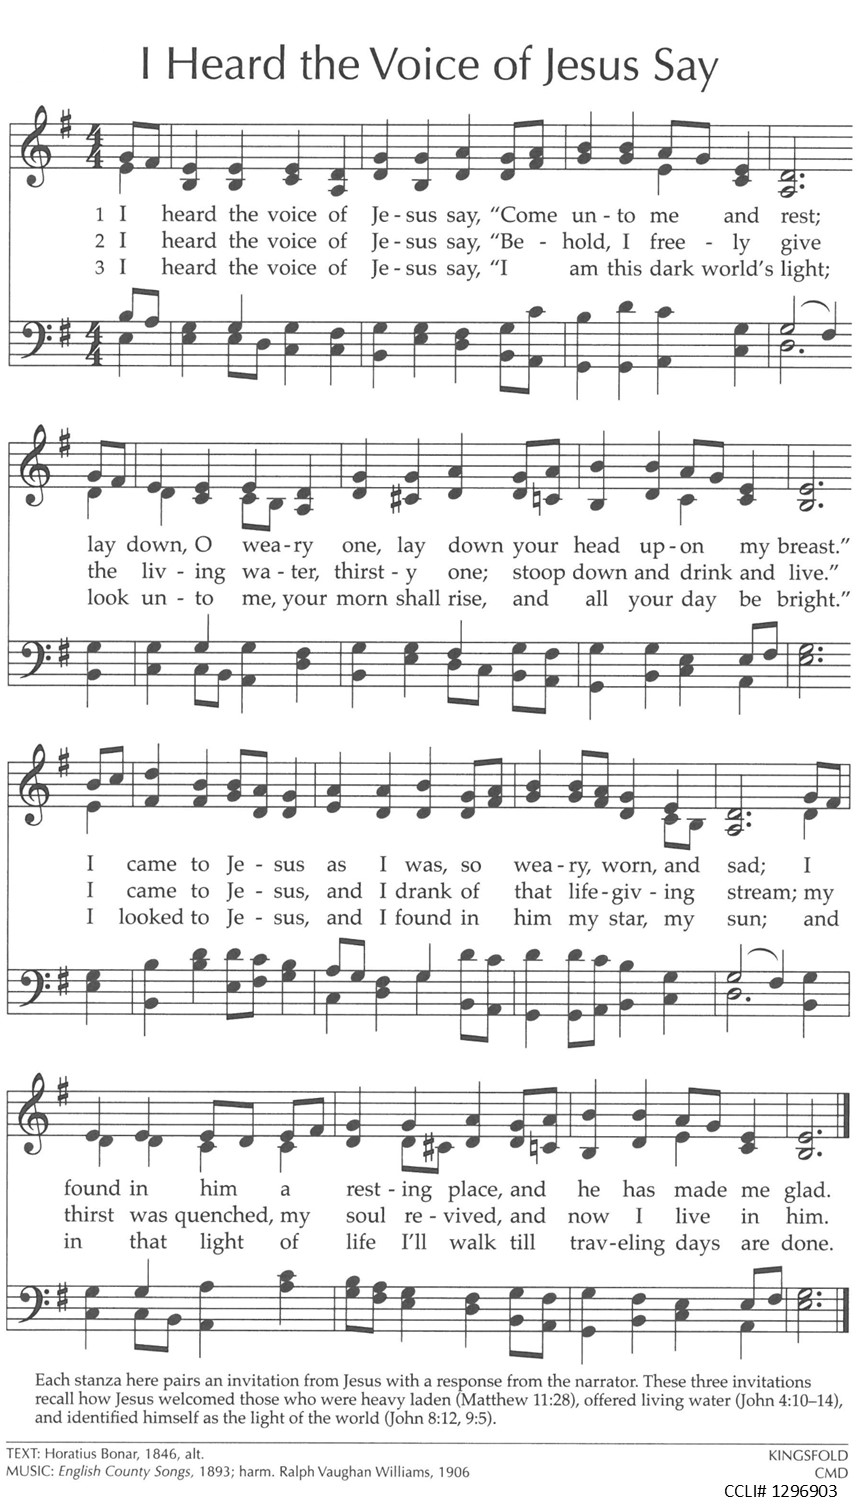 I Heard the Voice of Jesus Say
1 I heard the voice of Je - sus say, “Come un - to me and rest;
2 I heard the voice of Je - sus say, “Be - hold, I free - ly give
3 I heard the voice of Je - sus say, “I am this dark world’s light;
lay down, O wea - ry one, lay down your head up - on my breast.”
the liv - ing wa - ter, thirst - y one; stoop down and drink and live.”
look un - to me, your morn shall rise, and all your day be bright.”
I came to Je - sus as I was, so wea - ry, worn, and sad; I
I came to Je - sus, and I drank of that life - giv - ing stream; my
I looked to Je - sus, and I found in him my star, my sun; and
found in him a rest - ing place, and he has made me glad.
thirst was quenched, my soul re - vived, and now I live in him.
in that light of life I’ll walk till trav - eling days are done.
Each stanza here pairs an invitation from Jesus with a response from the narrator. These three invitations
recall how Jesus welcomed those who were heavy laden (Matthew 11:28), offered living water (John 4:10–14),
and identified himself as the light of the world (John 8:12, 9:5).
TEXT: Horatius Bonar, 1846, alt. KINGSFOLD
MUSIC: English County Songs, 1893; harm. Ralph Vaughan Williams, 1906 CMD
CCLI# 1296903